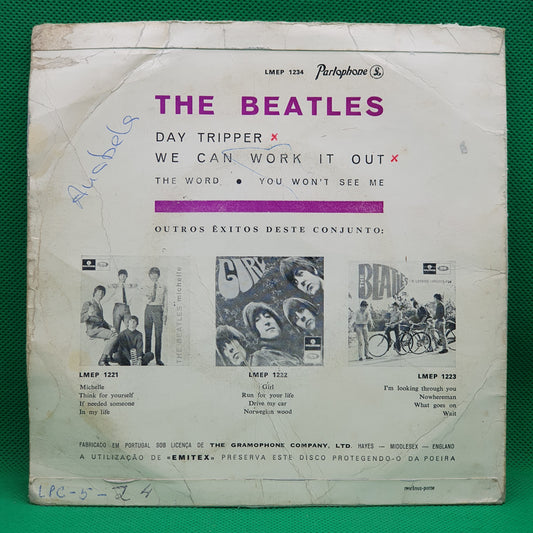 LMEP 1234 Parlophone
THE BEATLES
DAY TRIPPER x
WE CAN WORK IT OUT x
THE WORD • YOU WON'T SEE ME
Anabela
OUTROS ÊXITOS DESTE CONJUNTO:
THE BEATLES michelle
GIRL
THE BEATLES
LMEP 1221
Michelle
Think for yourself
If needed someone
In my life
LMEP 1222
Girl
Run for your life
Drive my car
Norwegian wood
LMEP 1223
I'm looking through you
Nowhereman
What goes on
Wait
FABRICADO EM PORTUGAL SOB LICENÇA DE THE GRAMOPHONE COMPANY, LTD. HAYES — MIDDLESEX — ENGLAND
A UTILIZAÇÃO DE «EMITEX» PRESERVA ESTE DISCO PROTEGENDO-O DA POEIRA
LPC-5-24